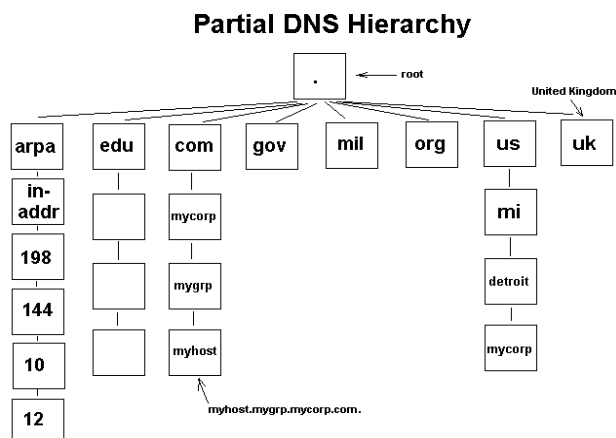 Partial DNS Hierarchy
.
root
United Kingdom
arpa
edu
com
gov
mil
org
us
uk
in-
addr
mycorp
mi
198
mygrp
detroit
144
myhost
mycorp
10
myhost.mygrp.mycorp.com.
12